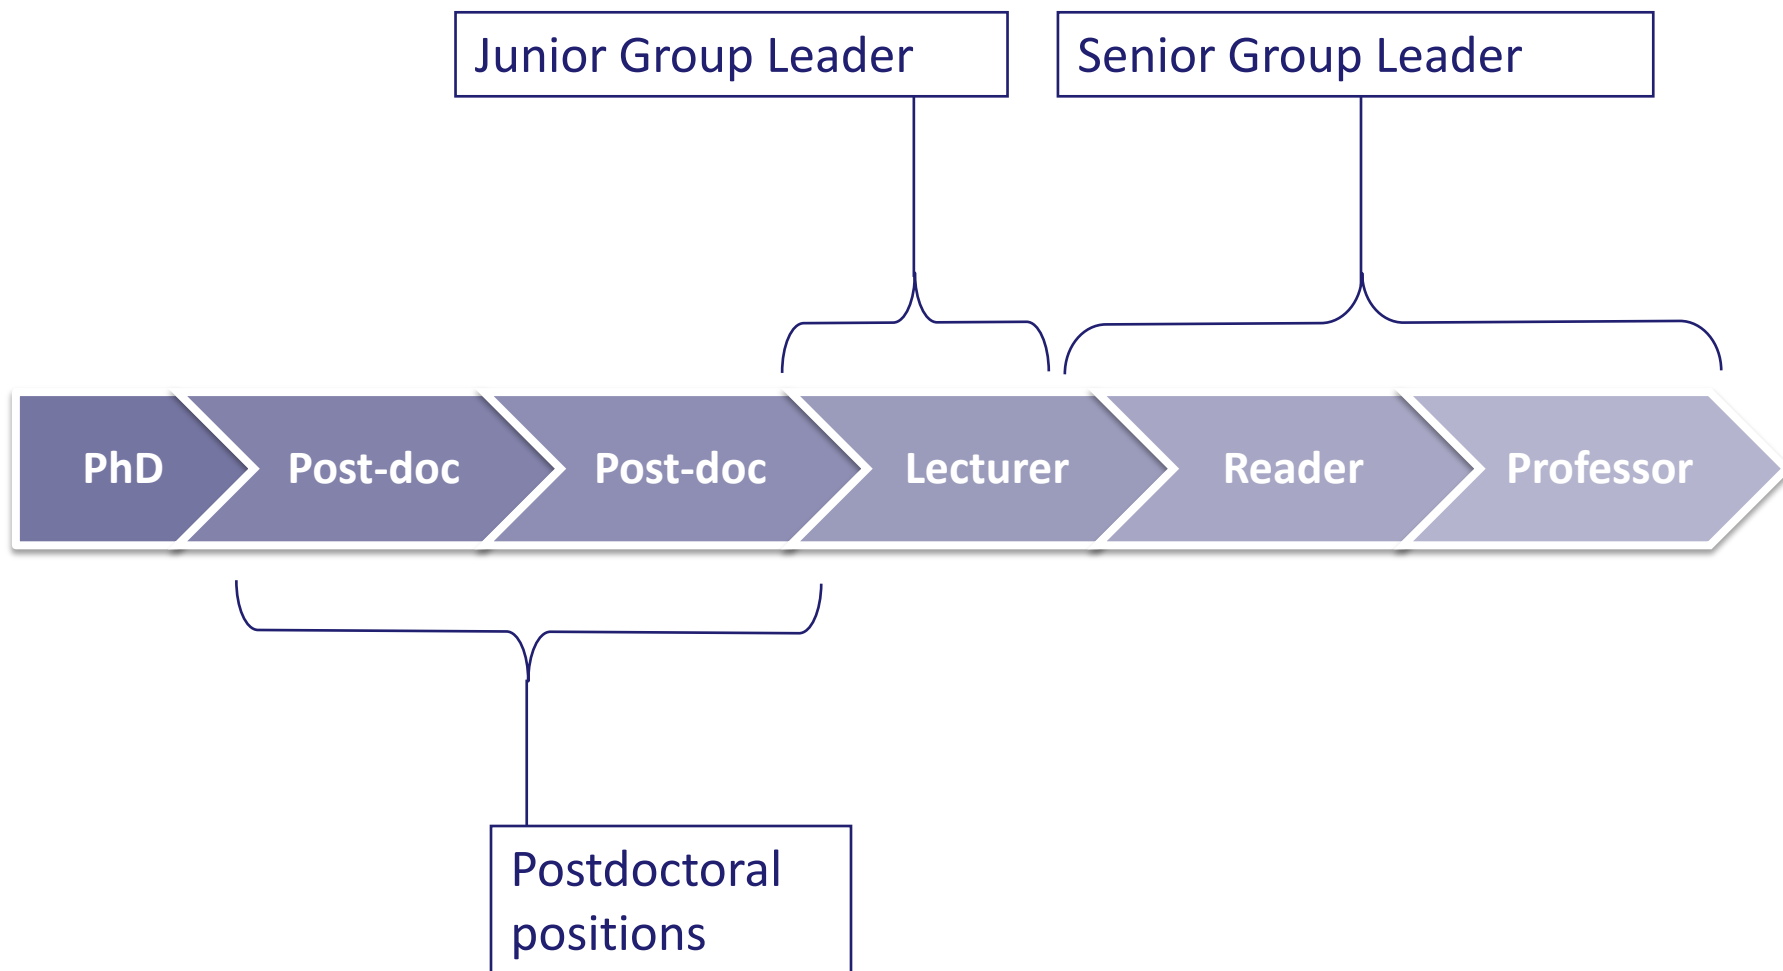 Junior Group Leader
Senior Group Leader
PhD
Post-doc
Post-doc
Lecturer
Reader
Professor
Postdoctoral
positions